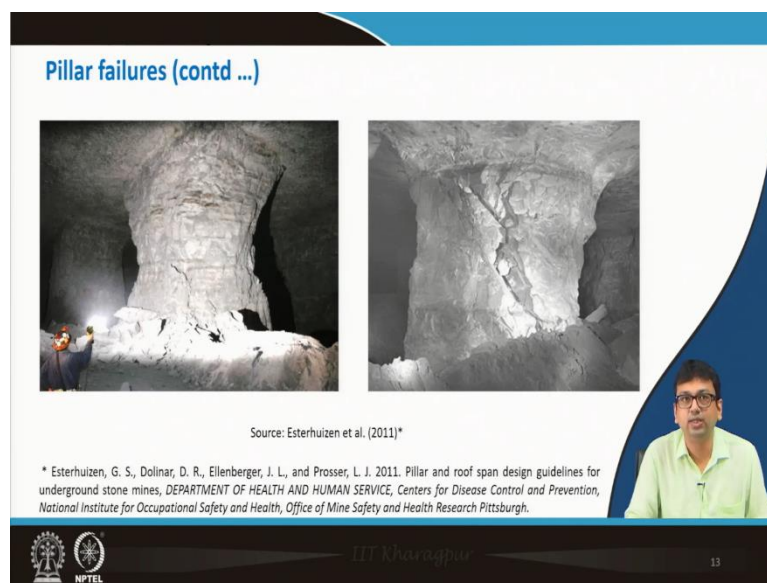 Pillar failures (contd ...)
Source: Esterhuizen et al. (2011)*
* Esterhuizen, G. S., Dolinar, D. R., Ellenberger, J. L., and Prosser, L. J. 2011. Pillar and roof span design guidelines for
underground stone mines, DEPARTMENT OF HEALTH AND HUMAN SERVICE, Centers for Disease Control and Prevention,
National Institute for Occupational Safety and Health, Office of Mine Safety and Health Research Pittsburgh.
IIT Kharagpur
13
NPTEL